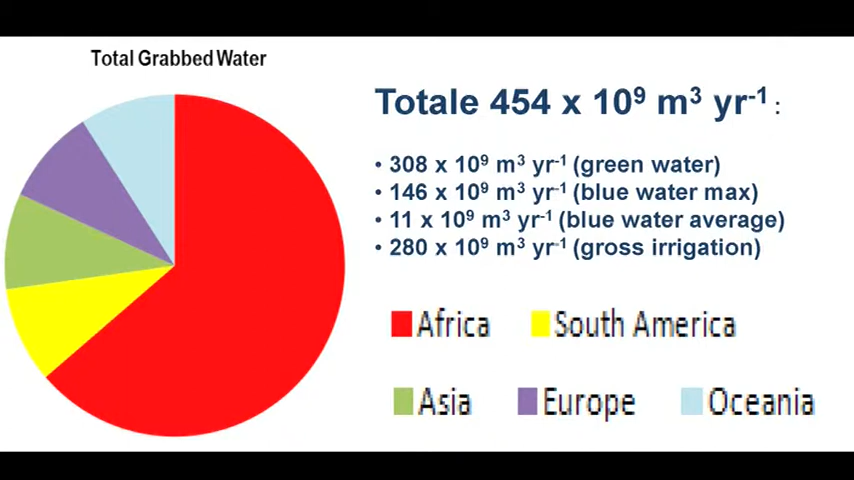 Total Grabbed Water
Totale 454 x 10⁹ m³ yr⁻¹ :
• 308 x 10⁹ m³ yr⁻¹ (green water)
• 146 x 10⁹ m³ yr⁻¹ (blue water max)
• 11 x 10⁹ m³ yr⁻¹ (blue water average)
• 280 x 10⁹ m³ yr⁻¹ (gross irrigation)
Africa South America
Asia Europe Oceania